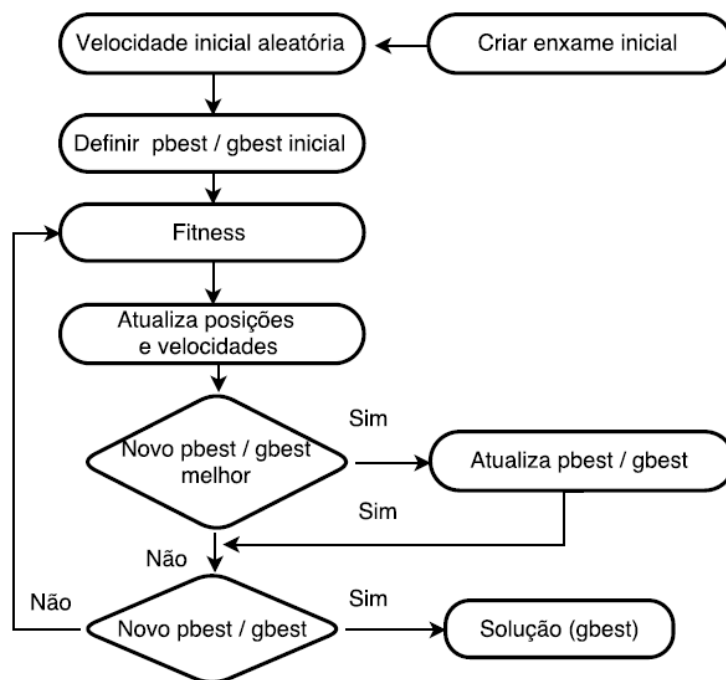 Velocidade inicial aleatória
Criar enxame inicial
Definir pbest / gbest inicial
Fitness
Atualiza posições
e velocidades
Novo pbest / gbest
melhor
Sim
Atualiza pbest / gbest
Sim
Não
Não
Novo pbest / gbest
Sim
Solução (gbest)